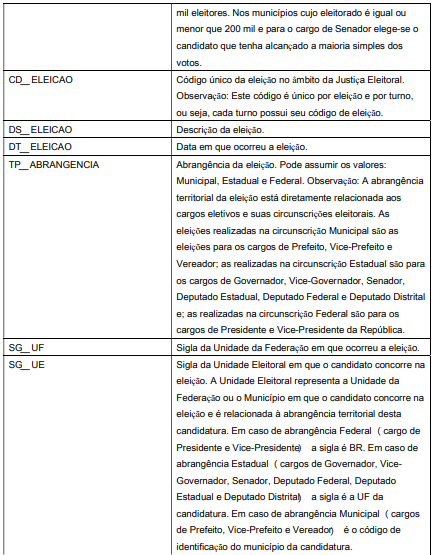 mil eleitores. Nos municípios cujo eleitorado é igual ou
menor que 200 mil e para o cargo de Senador elege-se o
candidato que tenha alcançado a maioria simples dos
votos.
CD_ELEICAO
Código único da eleição no âmbito da Justiça Eleitoral.
Observação: Este código é único por eleição e por turno,
ou seja, cada turno possui seu código de eleição.
DS_ELEICAO
Descrição da eleição.
DT_ELEICAO
Data em que ocorreu a eleição.
TP_ABRANGENCIA
Abrangência da eleição. Pode assumir os valores:
Municipal, Estadual e Federal. Observação: A abrangência
territorial da eleição está diretamente relacionada aos
cargos eletivos e suas circunscrições eleitorais. As
eleições realizadas na circunscrição Municipal são as
eleições para os cargos de Prefeito, Vice-Prefeito e
Vereador; as realizadas na circunscrição Estadual são para
os cargos de Governador, Vice-Governador, Senador,
Deputado Estadual, Deputado Federal e Deputado Distrital
e; as realizadas na circunscrição Federal são para os
cargos de Presidente e Vice-Presidente da República.
SG_UF
Sigla da Unidade da Federação em que ocorreu a eleição.
SG_UE
Sigla da Unidade Eleitoral em que o candidato concorre na
eleição. A Unidade Eleitoral representa a Unidade da
Federação ou o Município em que o candidato concorre na
eleição e é relacionada à abrangência territorial desta
candidatura. Em caso de abrangência Federal (cargo de
Presidente e Vice-Presidente) a sigla é BR. Em caso de
abrangência Estadual (cargos de Governador, Vice-
Governador, Senador, Deputado Federal, Deputado
Estadual e Deputado Distrital) a sigla é a UF da
candidatura. Em caso de abrangência Municipal (cargos
de Prefeito, Vice-Prefeito e Vereador) é o código de
identificação do município da candidatura.